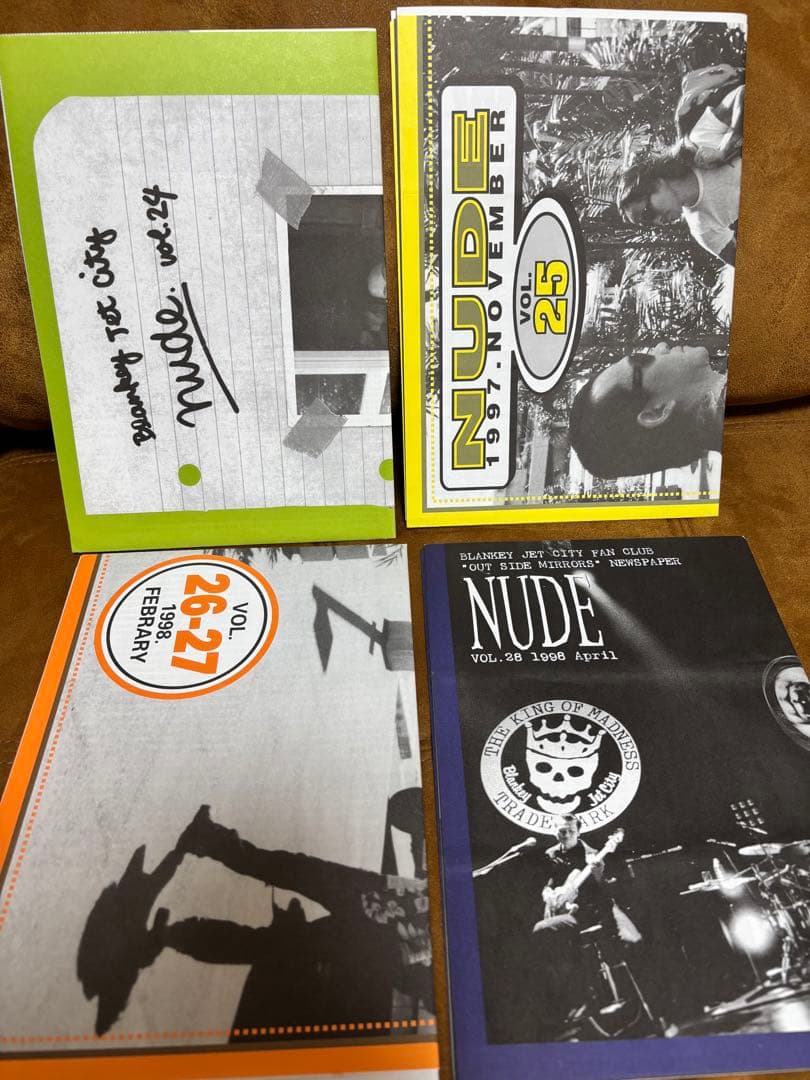 Blankey Jet City
nude. vol.24
NUDE
1997.NOVEMBER
VOL.
25
VOL.
26-27
1998.
FEBRARY
BLANKEY JET CITY FAN CLUB
"OUT SIDE MIRRORS" NEWSPAPER
NUDE
VOL.28 1998 April
THE KING OF MADNESS
Blankey Jet City
TRADE MARK